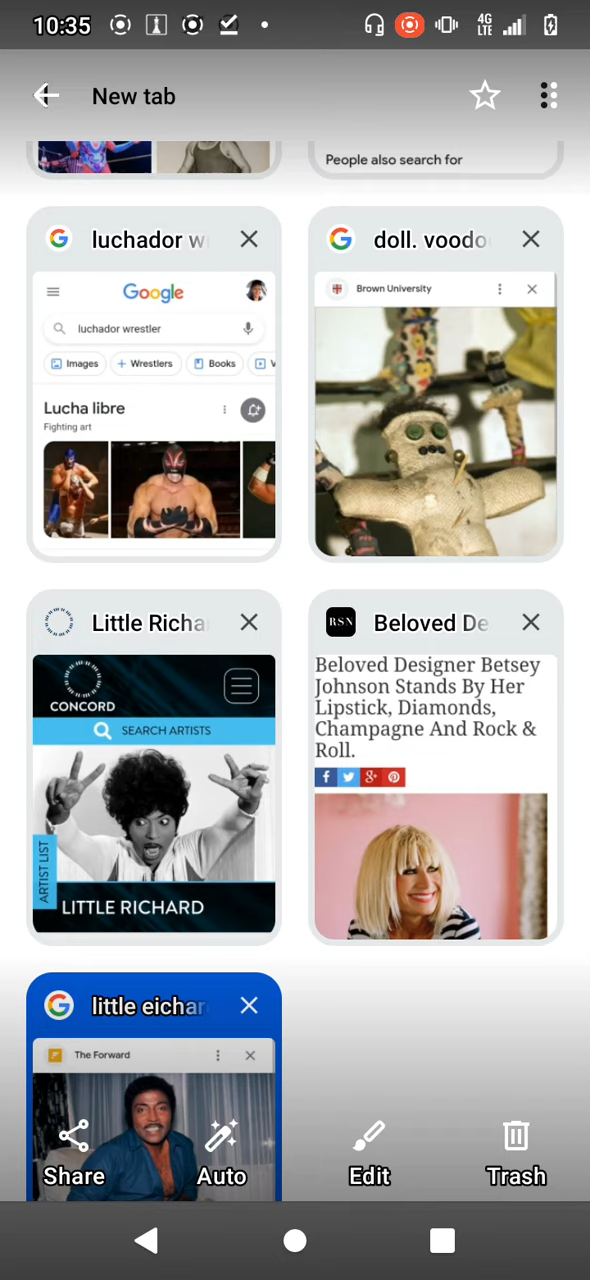 10:35
4G
LTE
New tab
People also search for
luchador w
doll. voodo
Google
luchador wrestler
Images
Wrestlers
Books
V
Lucha libre
Fighting art
Brown University
Little Richa
Beloved De
CONCORD
SEARCH ARTISTS
ARTIST LIST
LITTLE RICHARD
RSN
Beloved Designer Betsey
Johnson Stands By Her
Lipstick, Diamonds,
Champagne And Rock &
Roll.
little eichar
The Forward
Share
Auto
Edit
Trash